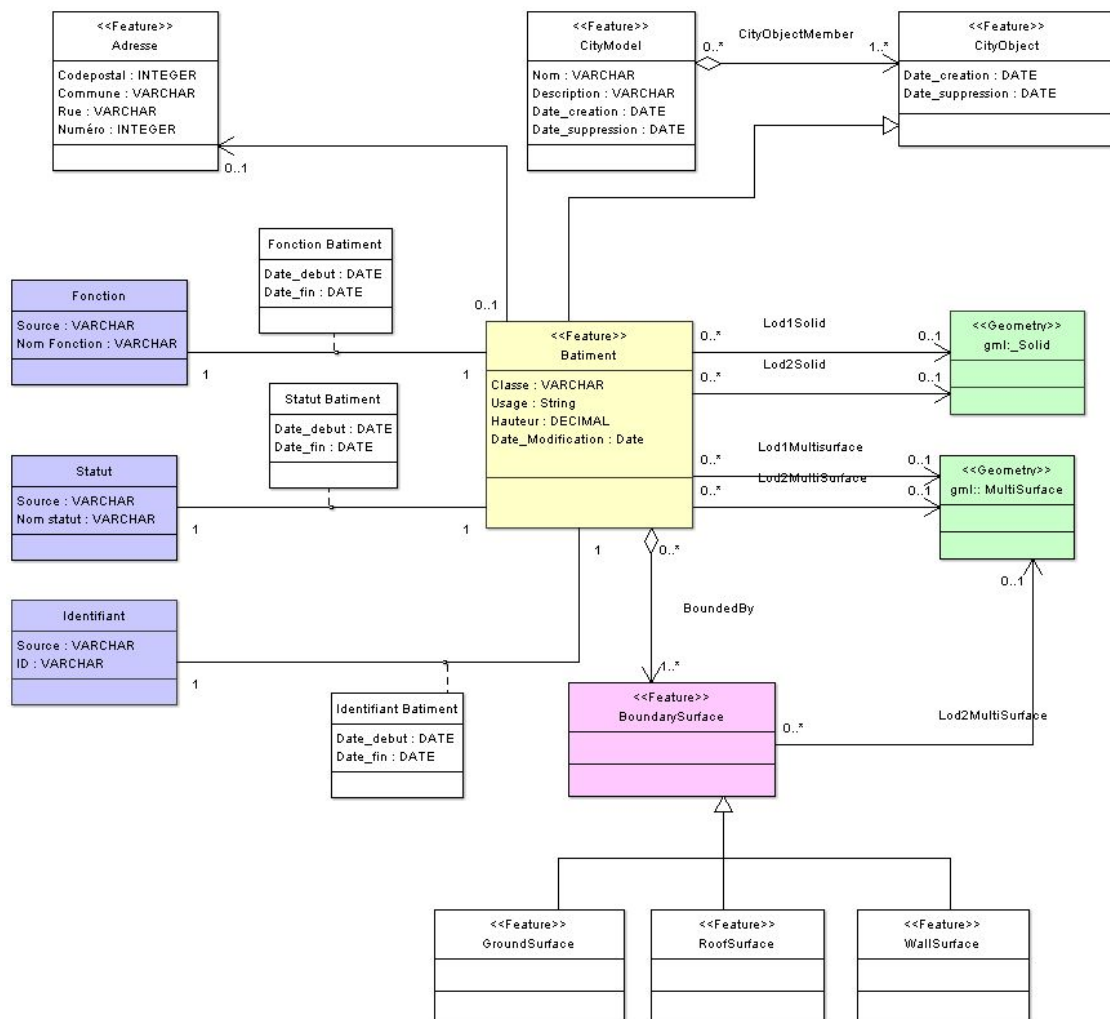 <<Feature>>
Adresse
Codepostal : INTEGER
Commune : VARCHAR
Rue : VARCHAR
Numéro : INTEGER
0..1
<<Feature>>
CityModel
Nom : VARCHAR
Description : VARCHAR
Date_creation : DATE
Date_suppression : DATE
0..*
CityObjectMember
1..*
<<Feature>>
CityObject
Date_creation : DATE
Date_suppression : DATE
Fonction Batiment
Date_debut : DATE
Date_fin : DATE
Fonction
Source : VARCHAR
Nom Fonction : VARCHAR
1
1
0..1
<<Feature>>
Batiment
Classe : VARCHAR
Usage : String
Hauteur : DECIMAL
Date_Modification : Date
0..*
Lod1Solid
0..1
0..*
Lod2Solid
0..1
<<Geometry>>
gml:_Solid
Statut Batiment
Date_debut : DATE
Date_fin : DATE
Statut
Source : VARCHAR
Nom statut : VARCHAR
1
1
Lod1Multisurface
0..*
0..1
Lod2MultiSurface
0..*
0..1
<<Geometry>>
gml:: MultiSurface
0..1
Identifiant
Source : VARCHAR
ID : VARCHAR
1
1
0..*
BoundedBy
1..*
Identifiant Batiment
Date_debut : DATE
Date_fin : DATE
<<Feature>>
BoundarySurface
0..*
Lod2MultiSurface
<<Feature>>
GroundSurface
<<Feature>>
RoofSurface
<<Feature>>
WallSurface